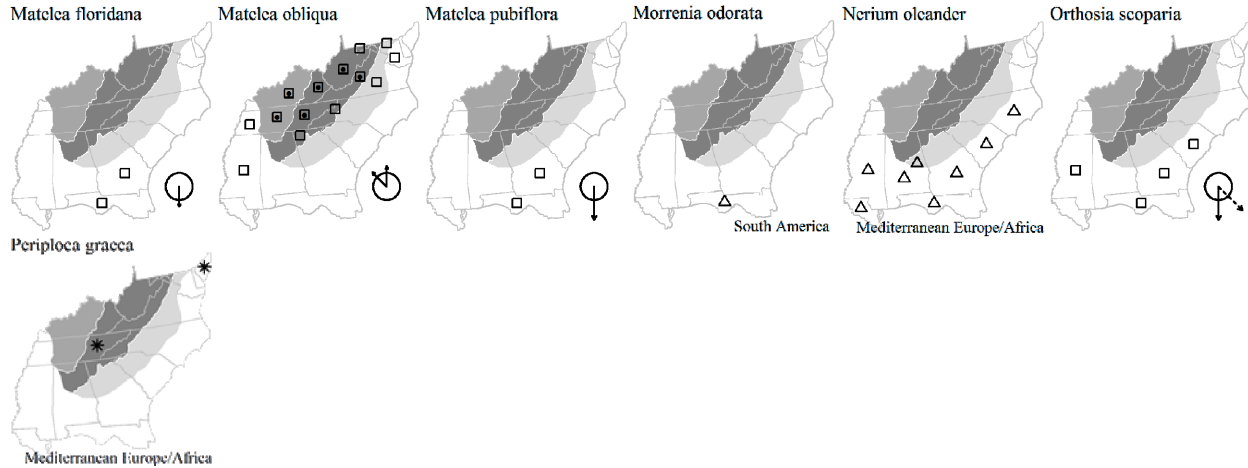 Matelea floridana
Matelea obliqua
Matelea pubiflora
Morrenia odorata
Nerium oleander
Orthosia scoparia
South America
Mediterranean Europe/Africa
Periploca graeca
Mediterranean Europe/Africa